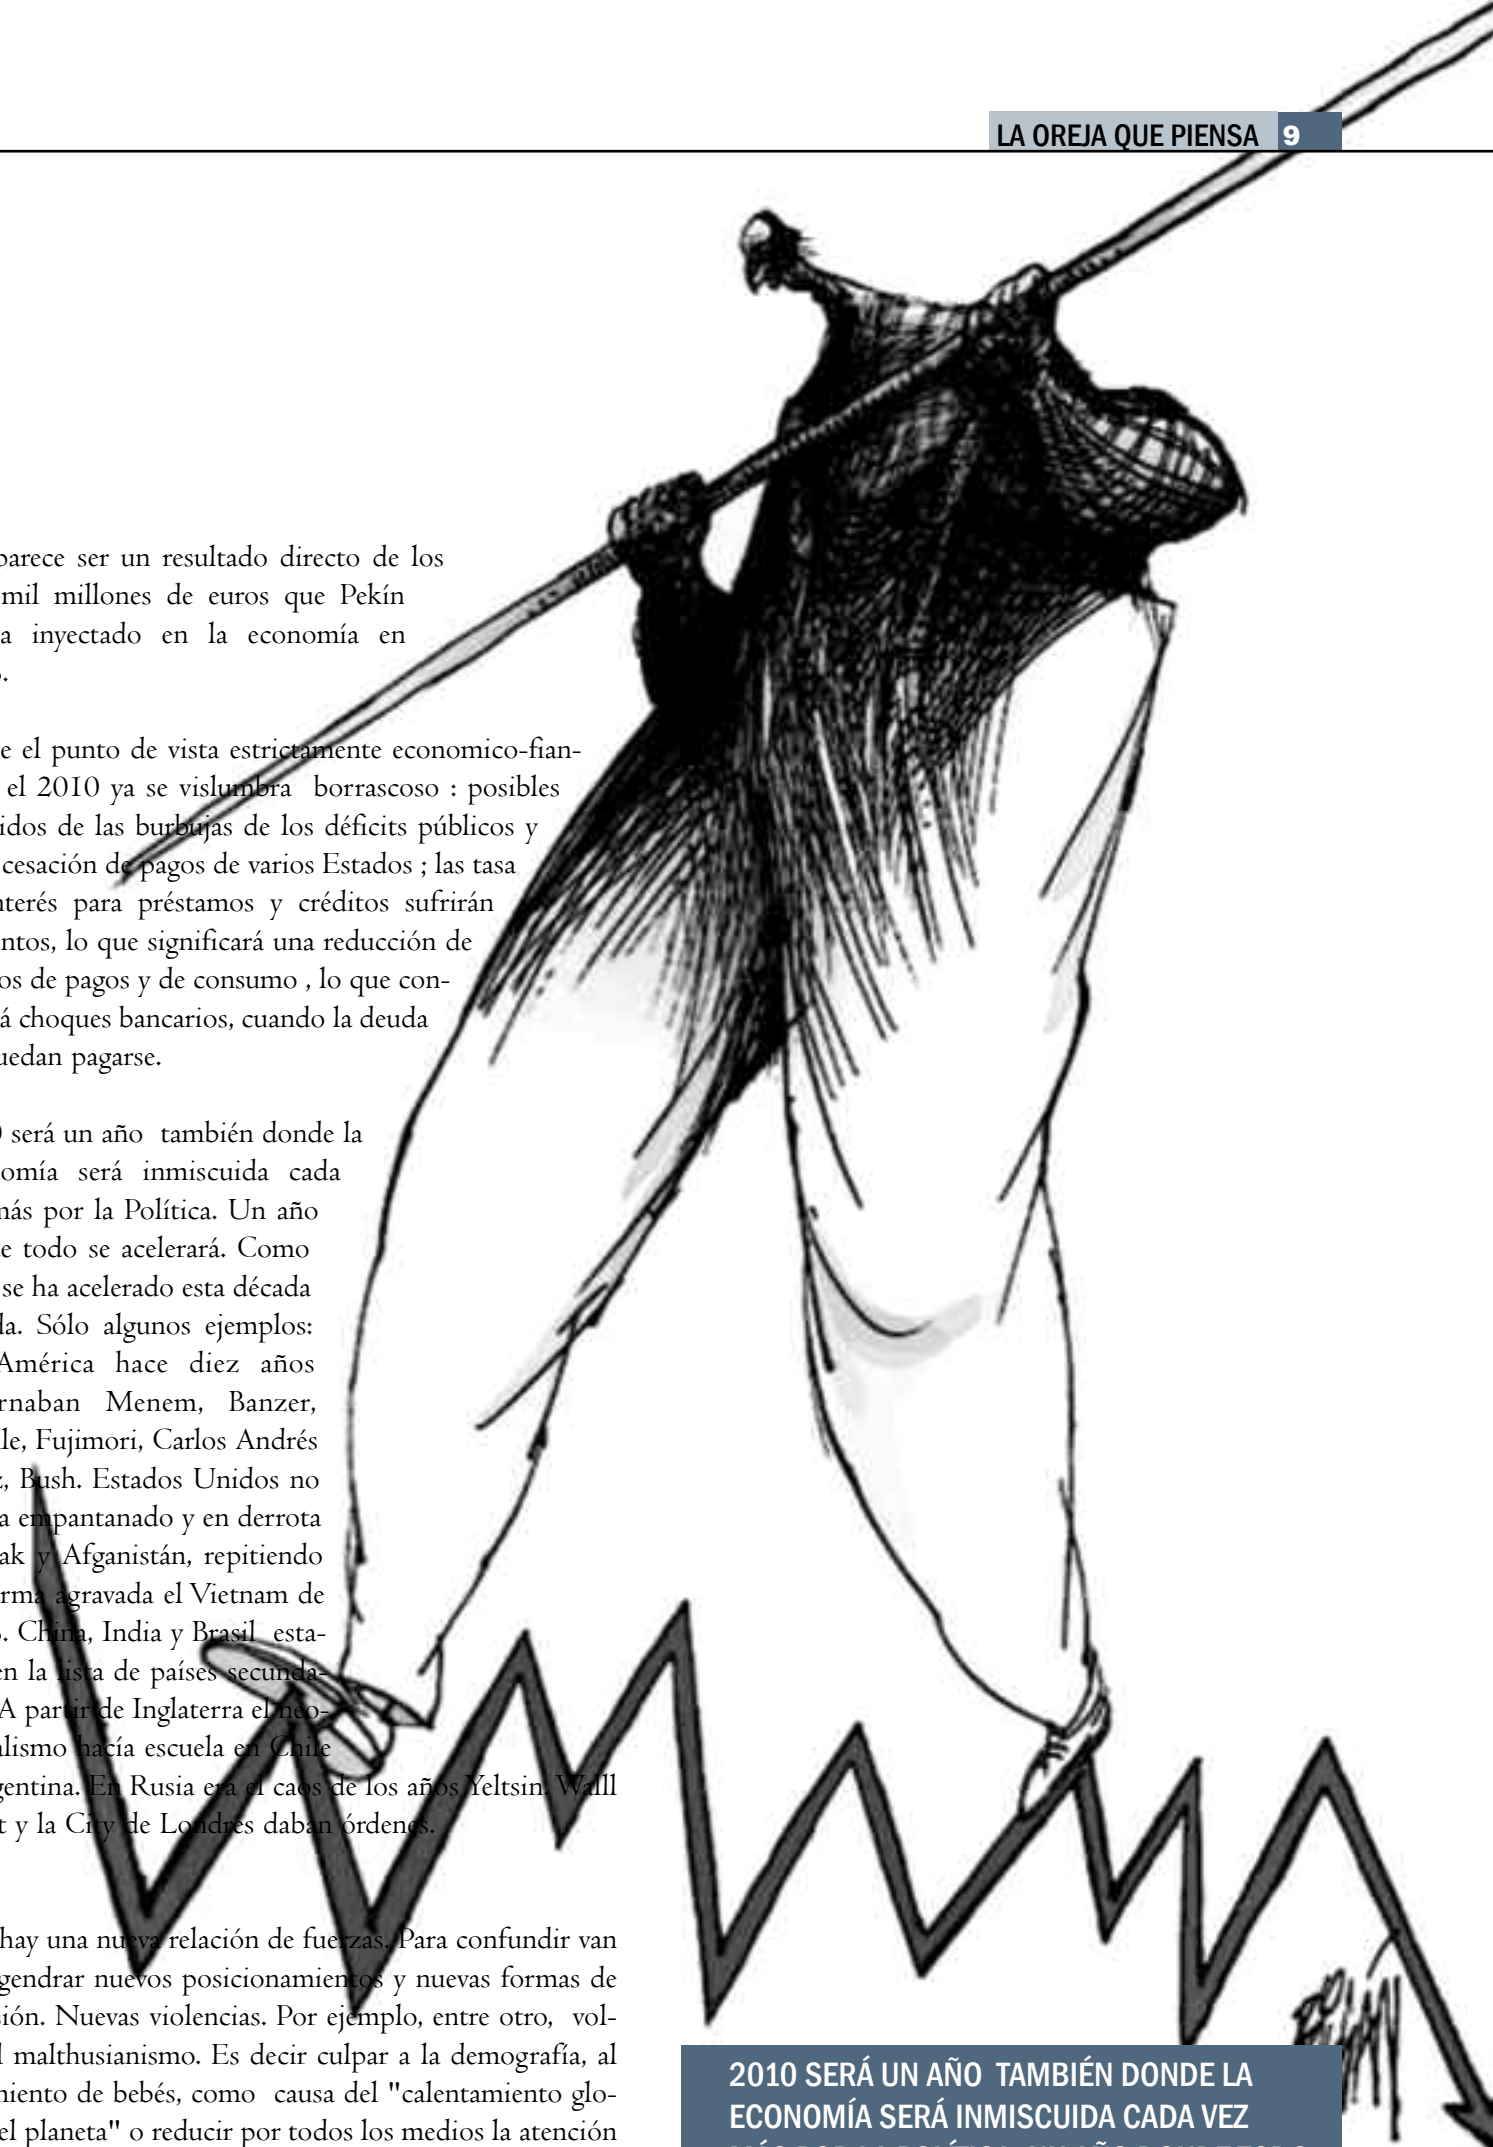 LA OREJA QUE PIENSA 9
parece ser un resultado directo de los
mil millones de euros que Pekín
a inyectado en la economía en
.
e el punto de vista estrictamente economico-fian-
el 2010 ya se vislumbra borrascoso : posibles
idos de las burbujas de los déficits públicos y
cesación de pagos de varios Estados ; las tasa
nterés para préstamos y créditos sufrirán
ntos, lo que significará una reducción de
os de pagos y de consumo , lo que con-
á choques bancarios, cuando la deuda
uedan pagarse.
será un año también donde la
omía será inmiscuida cada
más por la Política. Un año
e todo se acelerará. Como
se ha acelerado esta década
da. Sólo algunos ejemplos:
América hace diez años
rnaban Menem, Banzer,
le, Fujimori, Carlos Andrés
z, Bush. Estados Unidos no
a empantanado y en derrota
ak y Afganistán, repitiendo
rma agravada el Vietnam de
. China, India y Brasil esta-
en la lista de países secunda-
A partir de Inglaterra el neo-
alismo hacía escuela en Chile
gentina. En Rusia era el caos de los años Yeltsin. Walll
t y la City de Londres daban órdenes.
hay una nueva relación de fuerzas. Para confundir van
gendrar nuevos posicionamientos y nuevas formas de
sión. Nuevas violencias. Por ejemplo, entre otro, vol-
l malthusianismo. Es decir culpar a la demografía, al
miento de bebés, como causa del "calentamiento glo-
el planeta" o reducir por todos los medios la atención
2010 SERÁ UN AÑO TAMBIÉN DONDE LA
ECONOMÍA SERÁ INMISCUIDA CADA VEZ